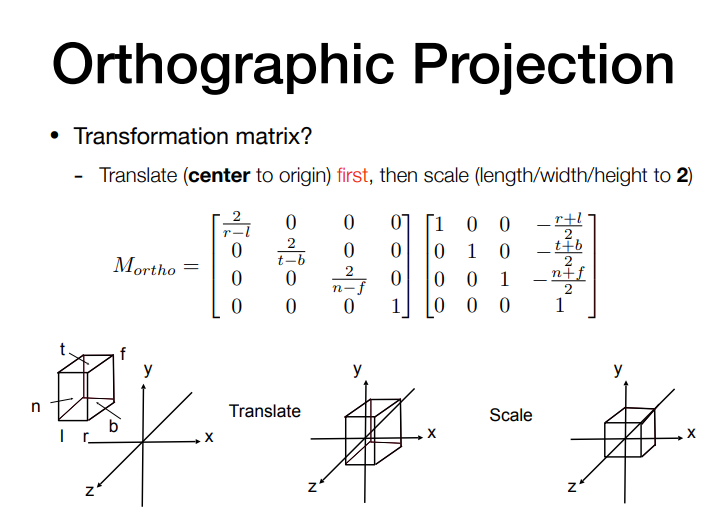 Orthographic Projection
• Transformation matrix?
- Translate (center to origin) first, then scale (length/width/height to 2)
$M_{ortho} = \begin{bmatrix} \frac{2}{r-l} & 0 & 0 & 0 \\ 0 & \frac{2}{t-b} & 0 & 0 \\ 0 & 0 & \frac{2}{n-f} & 0 \\ 0 & 0 & 0 & 1 \end{bmatrix} \begin{bmatrix} 1 & 0 & 0 & -\frac{r+l}{2} \\ 0 & 1 & 0 & -\frac{t+b}{2} \\ 0 & 0 & 1 & -\frac{n+f}{2} \\ 0 & 0 & 0 & 1 \end{bmatrix}$
t f
n
l r b
y
x
z
Translate
y
x
z
Scale
y
x
z